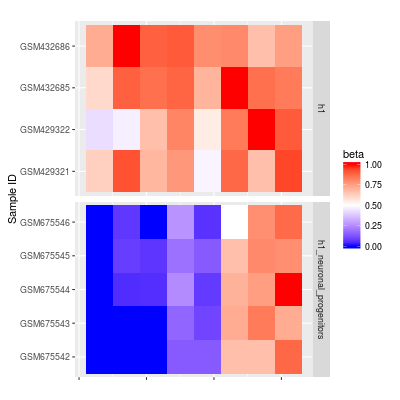 Sample ID
GSM432686
GSM432685
GSM429322
GSM429321
h1
GSM675546
GSM675545
GSM675544
GSM675543
GSM675542
h1_neuronal_progenitors
beta
1.00
0.75
0.50
0.25
0.00